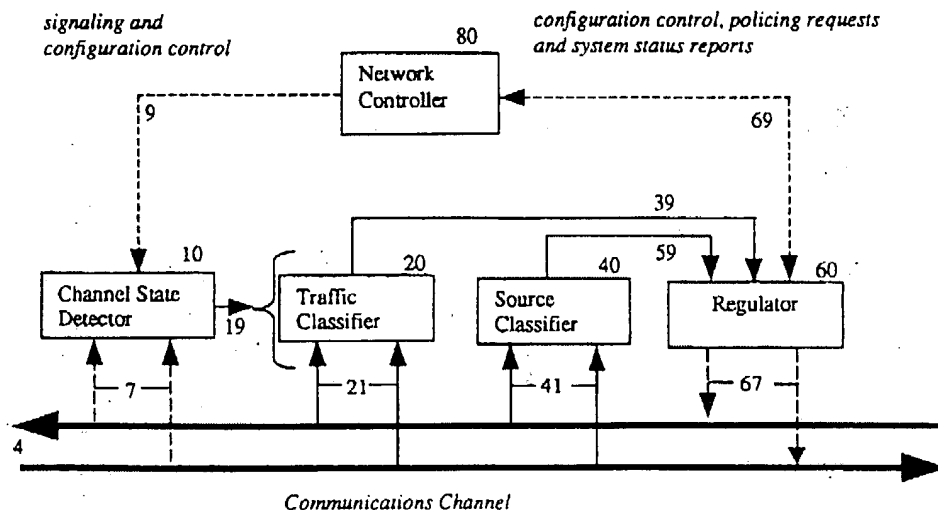 signaling and
configuration control
configuration control, policing requests
and system status reports
80
Network
Controller
9
69
39
10
20
40
59
60
Channel State
Detector
19
Traffic
Classifier
Source
Classifier
Regulator
7
21
41
67
4
Communications Channel